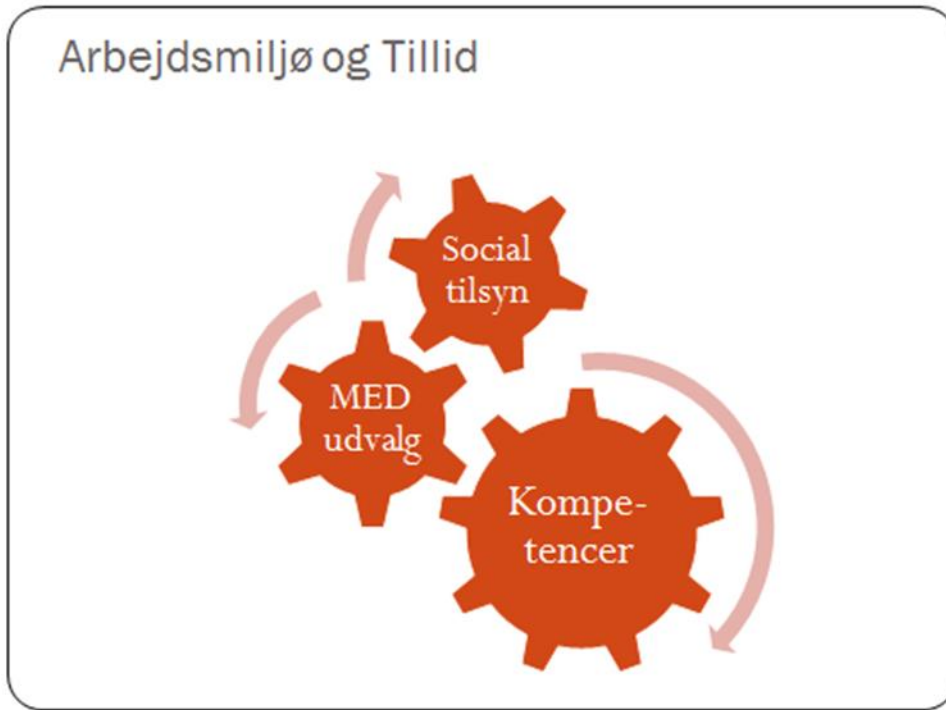 Arbejdsmiljø og Tillid
Social
tilsyn
MED
udvalg
Kompe-
tencer